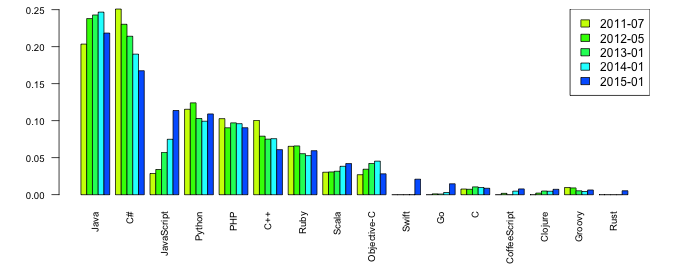 0.25
0.20
0.15
0.10
0.05
0.00
Java
C#
JavaScript
Python
PHP
C++
Ruby
Scala
Objective-C
Swift
Go
C
CoffeeScript
Clojure
Groovy
Rust
2011-07
2012-05
2013-01
2014-01
2015-01